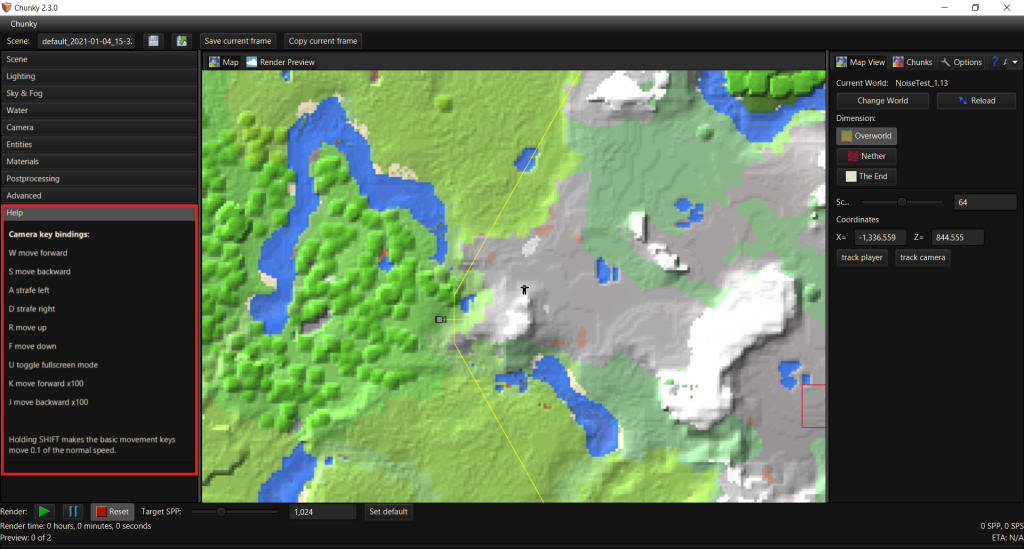 Chunky 2.3.0
Chunky
Scene:
default_2021-01-04_15-3
Save current frame
Copy current frame
Scene
Lighting
Sky & Fog
Water
Camera
Entities
Materials
Postprocessing
Advanced
Help
Camera key bindings:
W move forward
S move backward
A strafe left
D strafe right
R move up
F move down
U toggle fullscreen mode
K move forward x100
J move backward x100
Holding SHIFT makes the basic movement keys
move 0.1 of the normal speed.
Map
Render Preview
Map View
Chunks
Options
?
Current World: NoiseTest_1.13
Change World
Reload
Dimension:
Overworld
Nether
The End
Sc...
64
Coordinates
X= -1,336.559 Z= 844.555
track player
track camera
Render:
Reset
Target SPP:
1,024
Set default
Render time: 0 hours, 0 minutes, 0 seconds
0 SPP, 0 SPS
Preview: 0 of 2
ETA: N/A